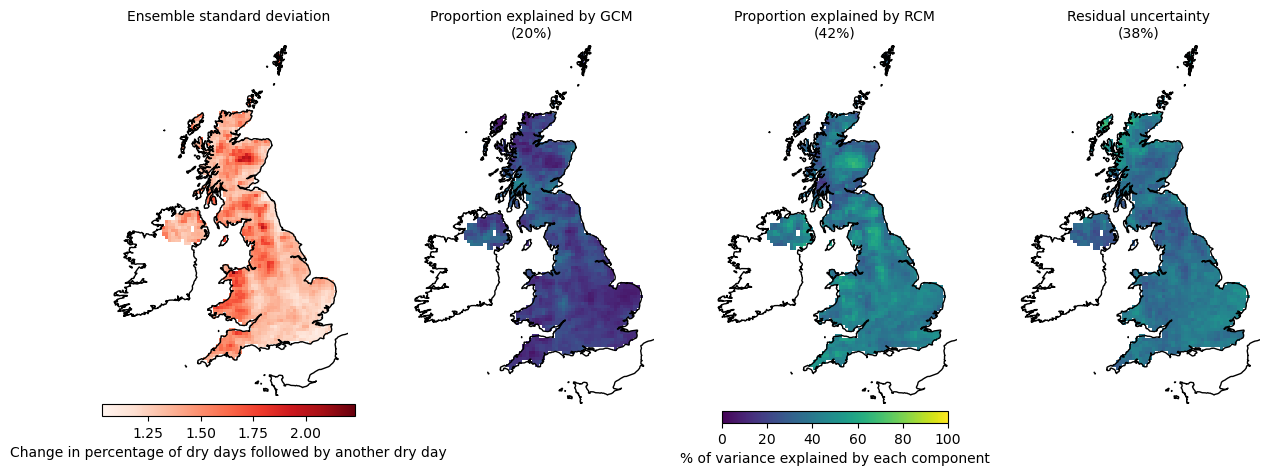 Ensemble standard deviation
Proportion explained by GCM
(20%)
Proportion explained by RCM
(42%)
Residual uncertainty
(38%)
1.25 1.50 1.75 2.00
Change in percentage of dry days followed by another dry day
0 20 40 60 80 100
% of variance explained by each component